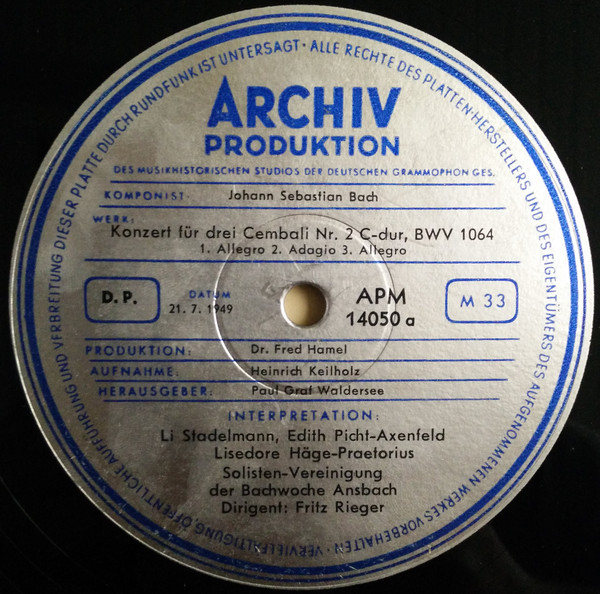 VERVIELFÄLTIGUNG, ÖFFENTLICHE AUFFÜHRUNG UND VERBREITUNG DIESER PLATTE DURCH RUNDFUNK IST UNTERSAGT · ALLE RECHTE DES PLATTEN-HERSTELLERS UND DES EIGENTÜMERS DES AUFGENOMMENEN WERKES VORBEHALTEN ·
ARCHIV
PRODUKTION
DES MUSIKHISTORISCHEN STUDIOS DER DEUTSCHEN GRAMMOPHON GES.
KOMPONIST: Johann Sebastian Bach
WERK:
Konzert für drei Cembali Nr. 2 C-dur, BWV 1064
1. Allegro 2. Adagio 3. Allegro
D. P.
DATUM
21. 7. 1949
APM
14050 a
M 33
PRODUKTION: Dr. Fred Hamel
AUFNAHME: Heinrich Keilholz
HERAUSGEBER: Paul Graf Waldersee
INTERPRETATION:
Li Stadelmann, Edith Picht-Axenfeld
Lisedore Häge-Praetorius
Solisten-Vereinigung
der Bachwoche Ansbach
Dirigent: Fritz Rieger